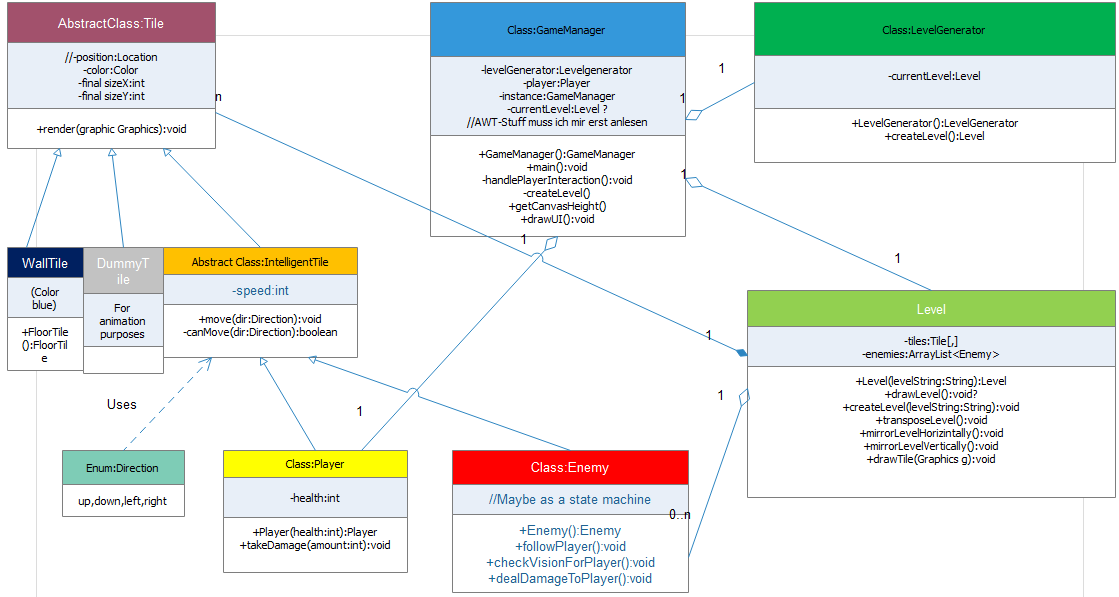 AbstractClass:Tile
//-position:Location
-color:Color
-final sizeX:int
-final sizeY:int
+render(graphic Graphics):void
n
Class:GameManager
-levelGenerator:Levelgenerator
-player:Player
-instance:GameManager
-currentLevel:Level ?
//AWT-Stuff muss ich mir erst anlesen
+GameManager():GameManager
+main():void
-handlePlayerInteraction():void
-createLevel()
+getCanvasHeight()
+drawUI():void
1
1
1
1
Class:LevelGenerator
-currentLevel:Level
+LevelGenerator():LevelGenerator
+createLevel():Level
1
WallTile
(Color
blue)
+FloorTile
():FloorTil
e
DummyT
ile
For
animation
purposes
Abstract Class:IntelligentTile
-speed:int
+move(dir:Direction):void
-canMove(dir:Direction):boolean
Level
-tiles:Tile[,]
-enemies:ArrayList<Enemy>
+Level(levelString:String):Level
+drawLevel():void?
+createLevel(levelString:String):void
+transposeLevel():void
+mirrorLevelHorizintally():void
+mirrorLevelVertically():void
+drawTile(Graphics g):void
1
1
Uses
1
Enum:Direction
up,down,left,right
Class:Player
-health:int
+Player(health:int):Player
+takeDamage(amount:int):void
Class:Enemy
//Maybe as a state machine
0..n
+Enemy():Enemy
+followPlayer():void
+checkVisionForPlayer():void
+dealDamageToPlayer():void